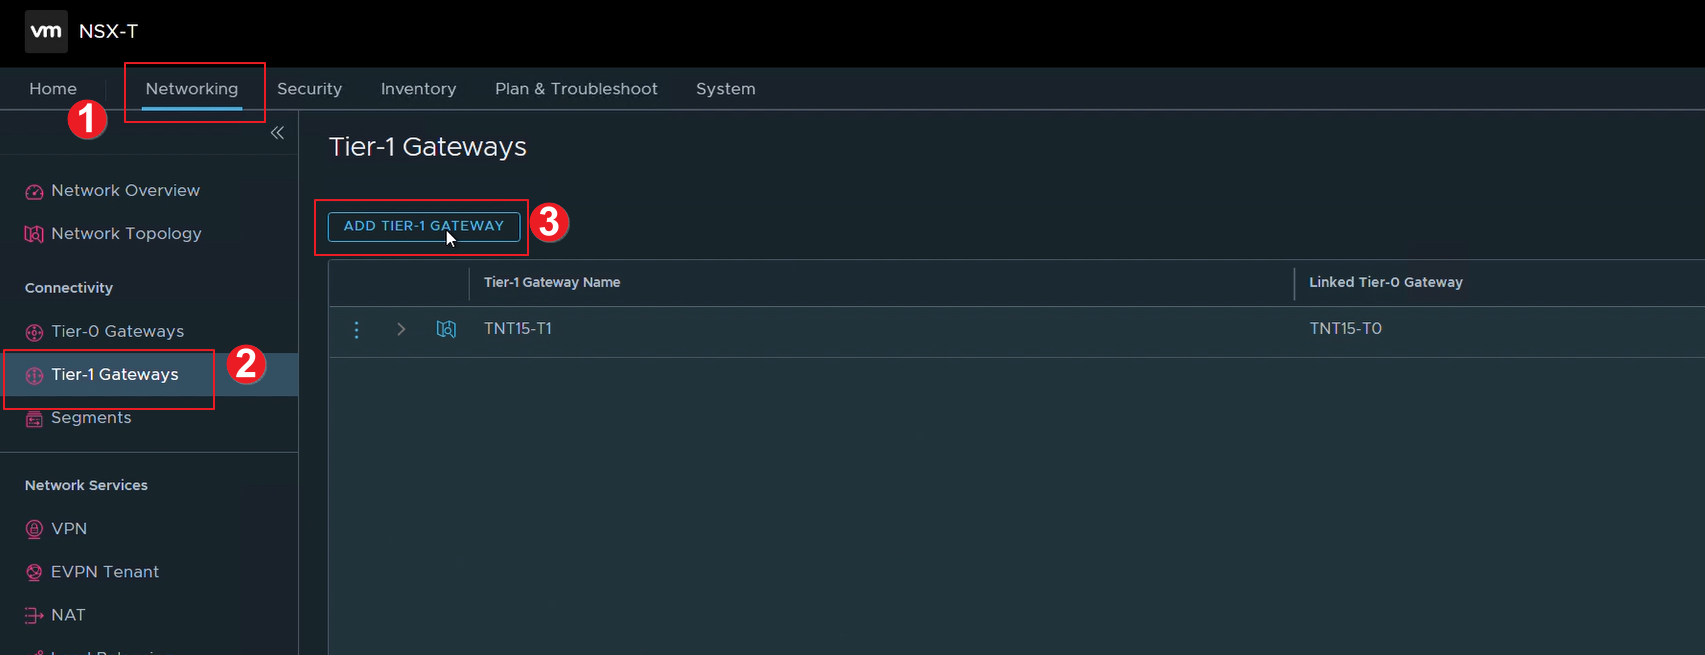 vm NSX-T
Home Networking Security Inventory Plan & Troubleshoot System
1
Tier-1 Gateways
Network Overview
Network Topology
ADD TIER-1 GATEWAY
3
Connectivity
Tier-1 Gateway Name Linked Tier-0 Gateway
Tier-0 Gateways
TNT15-T1 TNT15-T0
Tier-1 Gateways
2
Segments
Network Services
VPN
EVPN Tenant
NAT